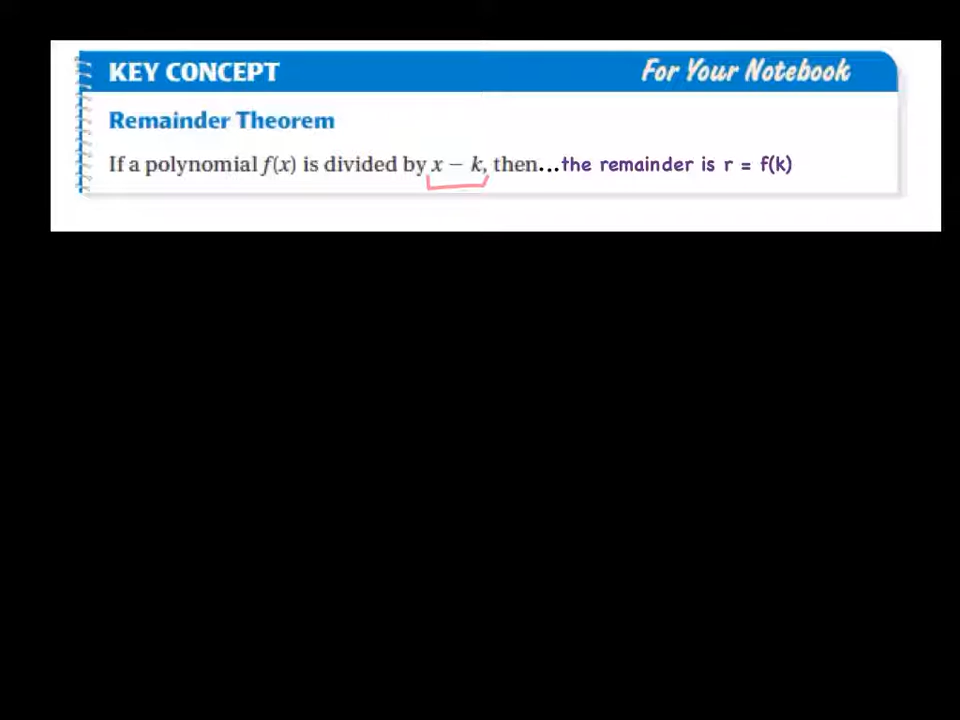 KEY CONCEPT For Your Notebook
Remainder Theorem
If a polynomial f(x) is divided by x − k, then...the remainder is r = f(k)